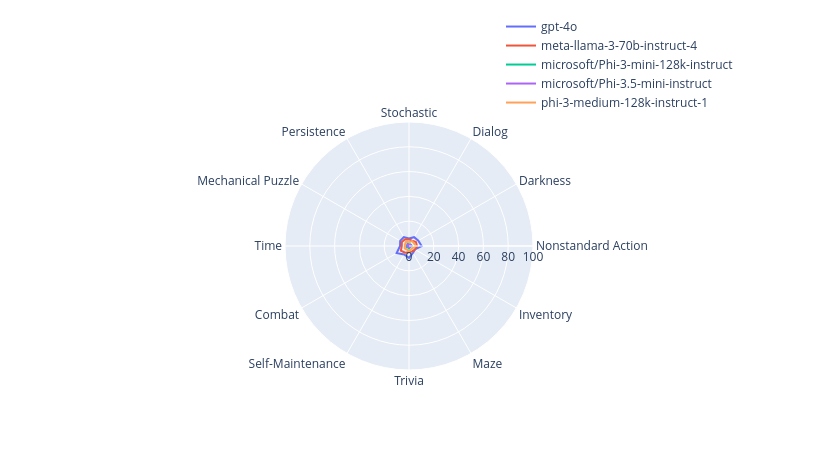 gpt-4o
meta-llama-3-70b-instruct-4
microsoft/Phi-3-mini-128k-instruct
microsoft/Phi-3.5-mini-instruct
phi-3-medium-128k-instruct-1
Stochastic
Persistence
Dialog
Mechanical Puzzle
Darkness
Time
Nonstandard Action
0 20 40 60 80 100
Combat
Inventory
Self-Maintenance
Maze
Trivia